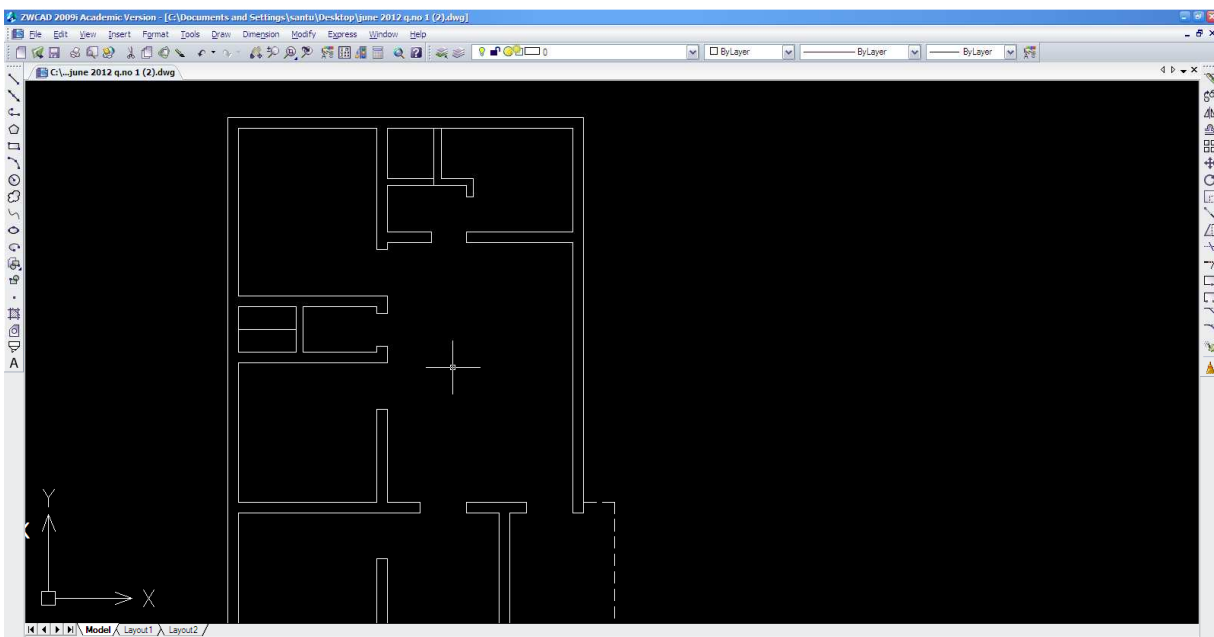 ZWCAD 2009i Academic Version - [C:\Documents and Settings\santu\Desktop\june 2012 q.no 1 (2).dwg]
File Edit View Insert Format Tools Draw Dimension Modify Express Window Help
0 ByLayer ByLayer ByLayer
C:\...june 2012 q.no 1 (2).dwg
A
Y
X
Model Layout1 Layout2